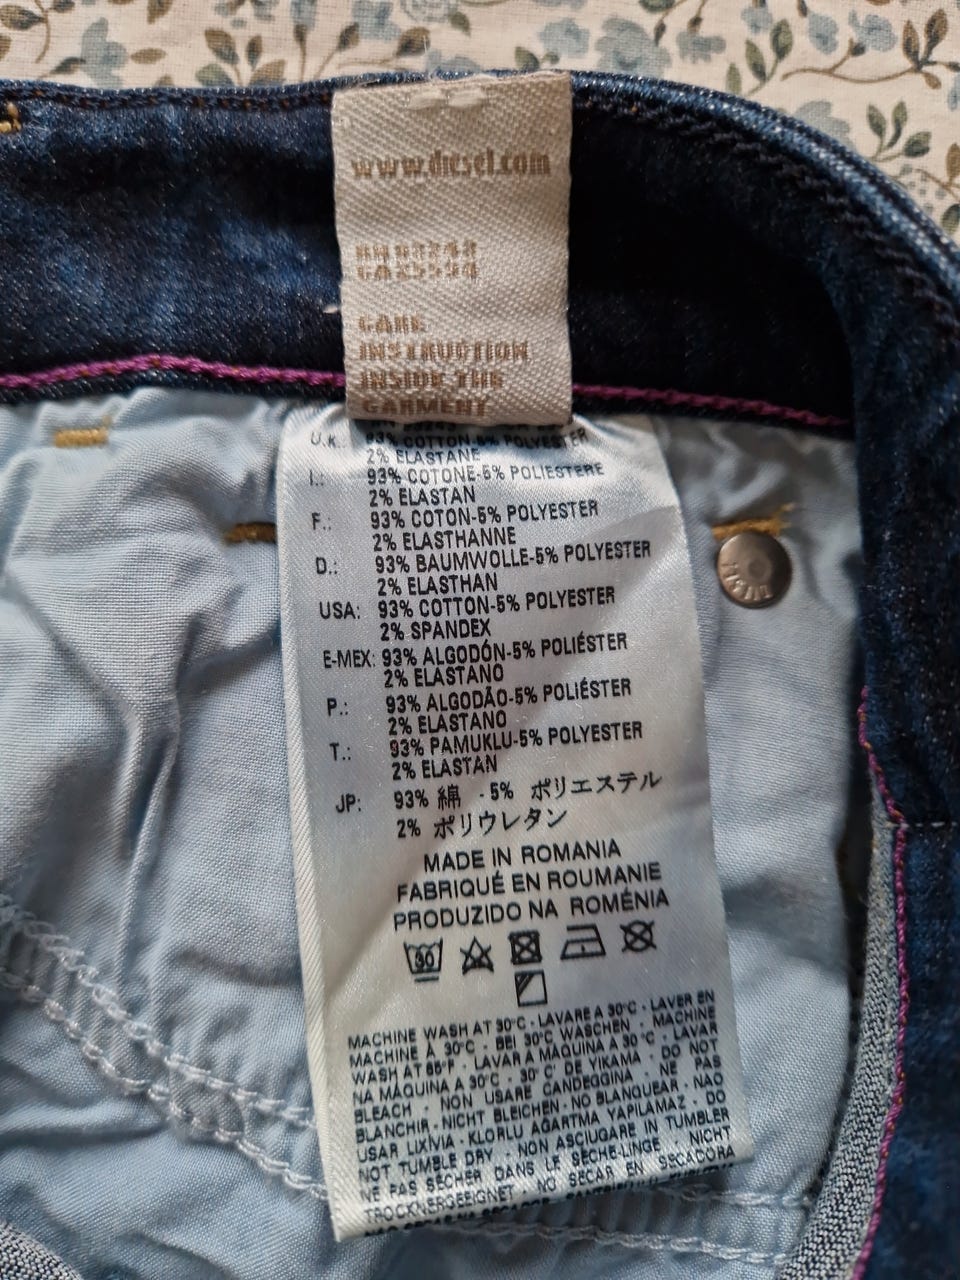 www.diesel.com
RN 93243
CA25594
CARE
INSTRUCTION
INSIDE THE
GARMENT
U.K.: 93% COTTON-5% POLYESTER
2% ELASTANE
I.: 93% COTONE-5% POLIESTERE
2% ELASTAN
F.: 93% COTON-5% POLYESTER
2% ELASTHANNE
D.: 93% BAUMWOLLE-5% POLYESTER
2% ELASTHAN
USA: 93% COTTON-5% POLYESTER
2% SPANDEX
E-MEX: 93% ALGODÓN-5% POLIÉSTER
2% ELASTANO
P.: 93% ALGODÃO-5% POLIÉSTER
2% ELASTANO
T.: 93% PAMUKLU-5% POLYESTER
2% ELASTAN
JP: 93% 綿 - 5% ポリエステル
2% ポリウレタン
MADE IN ROMANIA
FABRIQUÉ EN ROUMANIE
PRODUZIDO NA ROMÉNIA
30
MACHINE WASH AT 30°C · LAVARE A 30°C · LAVER EN
MACHINE À 30°C · BEI 30°C WASCHEN · MACHINE
WASH AT 85°F · LAVAR A MÁQUINA A 30°C · LAVAR
NA MÁQUINA A 30°C · 30° C' DE YIKAMA · DO NOT
BLEACH · NON USARE CANDEGGINA · NE PAS
BLANCHIR · NICHT BLEICHEN · NO BLANQUEAR · NAO
USAR LIXÍVIA · KLORLU AĞARTMA YAPILAMAZ · DO
NOT TUMBLE DRY · NON ASCIUGARE IN TUMBLER
NE PAS SÉCHER DANS LE SÈCHE-LINGE · NICHT
TROCKNERGEEIGNET · NO SECAR EN SECADORA